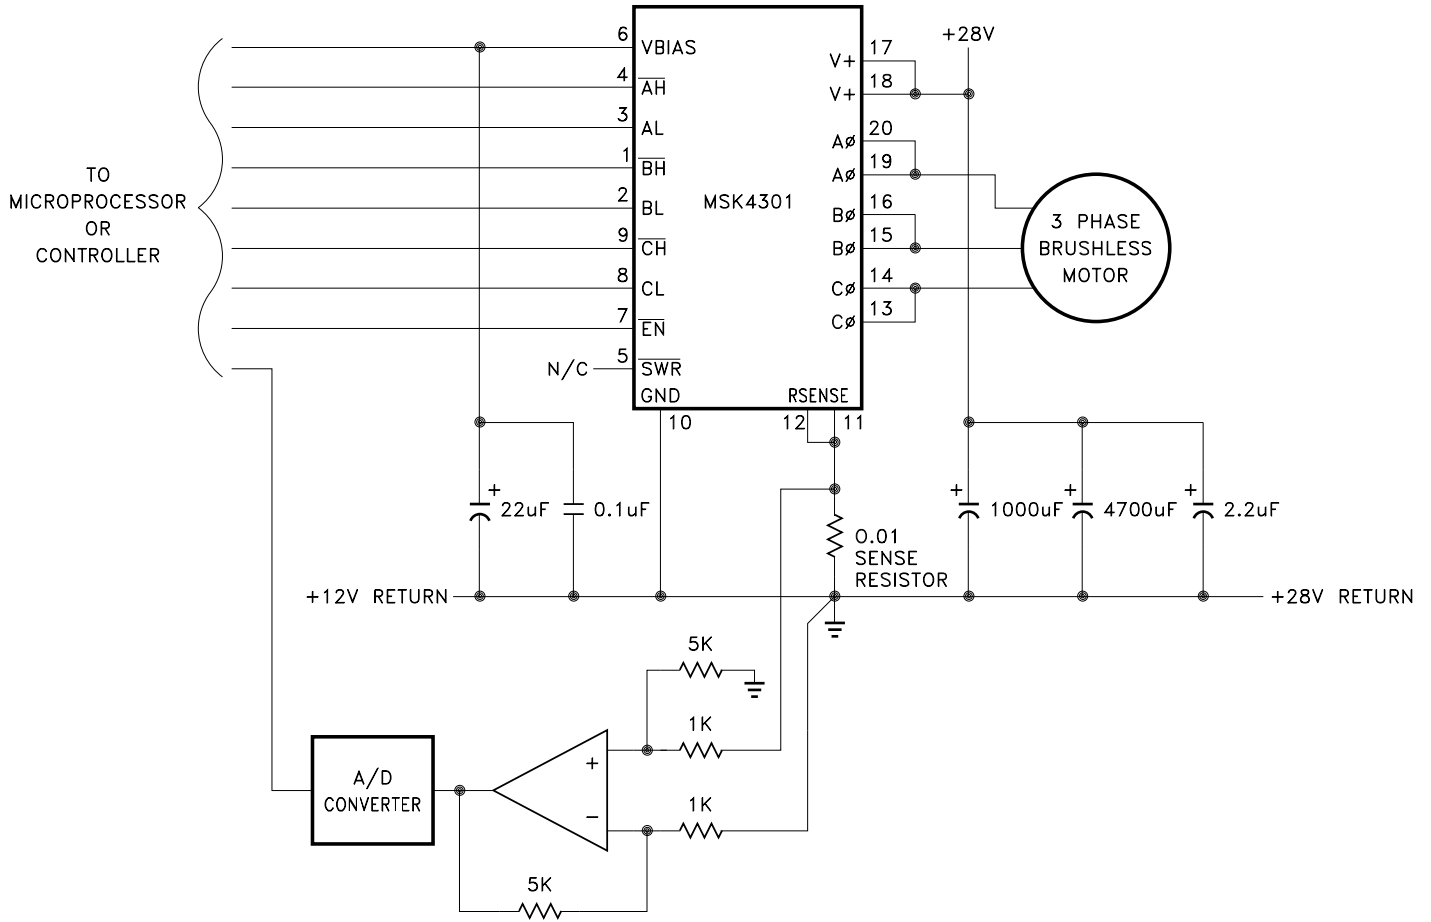 +28V
6 VBIAS
4 AH
3 AL
1 BH
2 BL
9 CH
8 CL
7 EN
N/C 5 SWR
GND
10
MSK4301
V+ 17
V+ 18
AØ 20
AØ 19
BØ 16
BØ 15
CØ 14
CØ 13
RSENSE
12 11
TO
MICROPROCESSOR
OR
CONTROLLER
3 PHASE
BRUSHLESS
MOTOR
+ 22uF
0.1uF
0.01
SENSE
RESISTOR
+ 1000uF
+ 4700uF
+ 2.2uF
+12V RETURN
+28V RETURN
5K
1K
+
A/D
CONVERTER
1K
−
5K